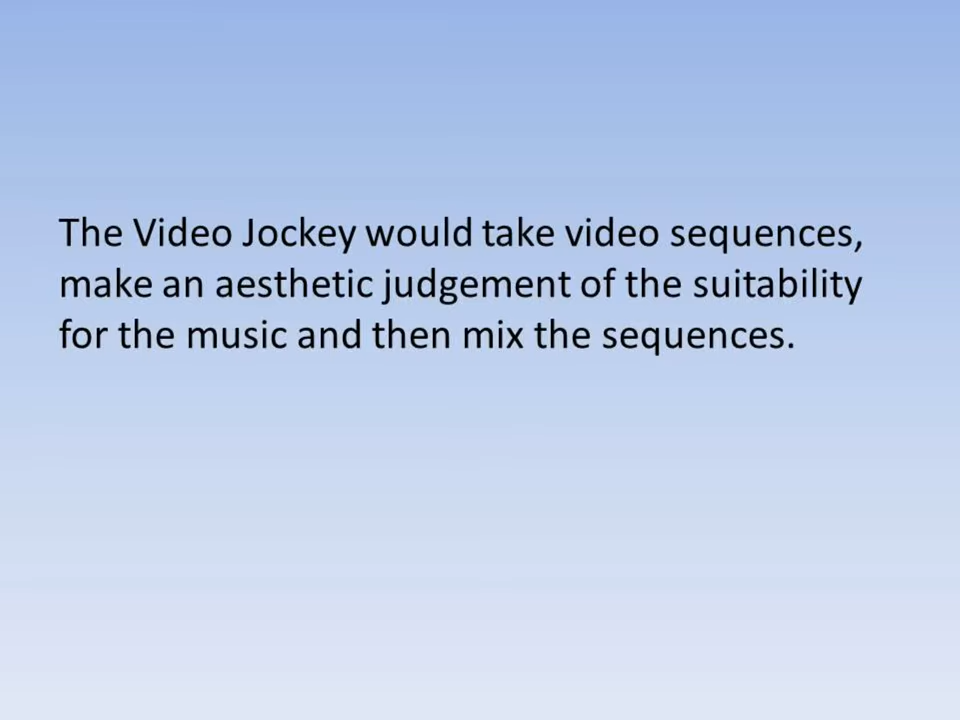 The Video Jockey would take video sequences,
make an aesthetic judgement of the suitability
for the music and then mix the sequences.